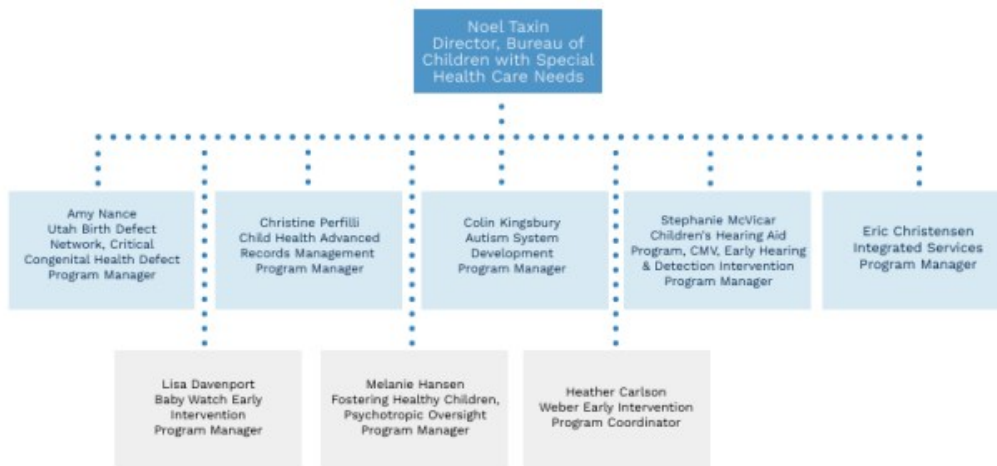 Noel Taxin
Director, Bureau of
Children with Special
Health Care Needs
Amy Nance
Utah Birth Defect
Network, Critical
Congenital Health Defect
Program Manager
Christine Perfilli
Child Health Advanced
Records Management
Program Manager
Colin Kingsbury
Autism System
Development
Program Manager
Stephanie McVicar
Children's Hearing Aid
Program, CMV, Early Hearing
& Detection Intervention
Program Manager
Eric Christensen
Integrated Services
Program Manager
Lisa Davenport
Baby Watch Early
Intervention
Program Manager
Melanie Hansen
Fostering Healthy Children,
Psychotropic Oversight
Program Manager
Heather Carlson
Weber Early Intervention
Program Coordinator